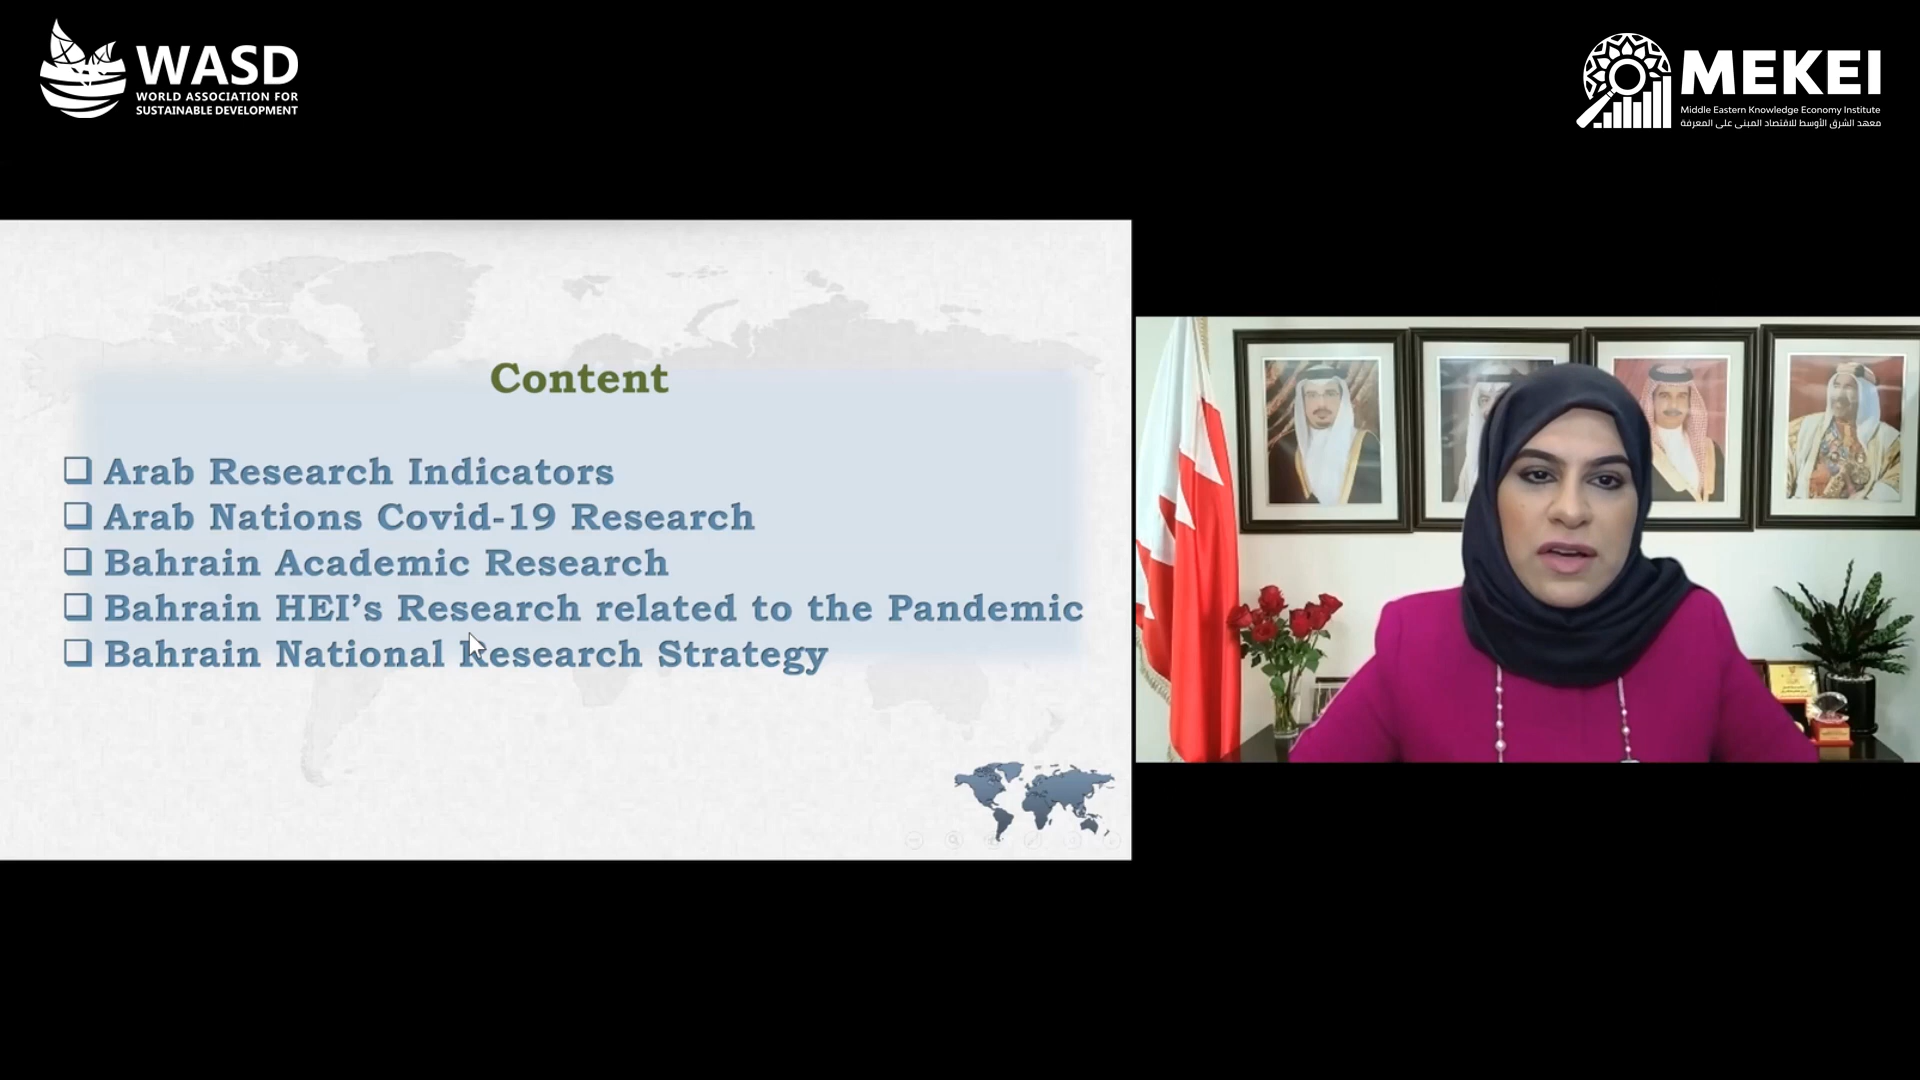 WASD
WORLD ASSOCIATION FOR
SUSTAINABLE DEVELOPMENT
MEKEI
Middle Eastern Knowledge Economy Institute
معهد الشرق الأوسط للاقتصاد المبني على المعرفة
Content
❑ Arab Research Indicators
❑ Arab Nations Covid-19 Research
❑ Bahrain Academic Research
❑ Bahrain HEI’s Research related to the Pandemic
❑ Bahrain National Research Strategy